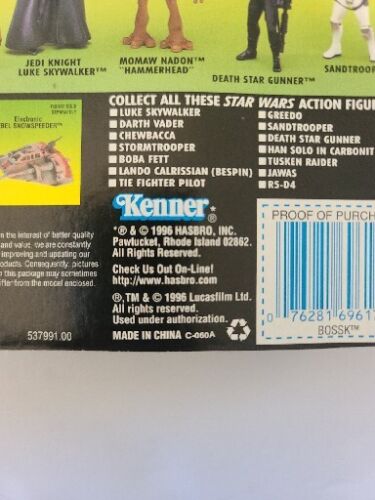 JEDI KNIGHT
LUKE SKYWALKER™
MOMAW NADON™
"HAMMERHEAD"
DEATH STAR GUNNER™
SANDTROOP
Electronic
BEL SNOWSPEEDER™
COLLECT ALL THESE STAR WARS ACTION FIGU
LUKE SKYWALKER
DARTH VADER
CHEWBACCA
STORMTROOPER
BOBA FETT
LANDO CALRISSIAN (BESPIN)
TIE FIGHTER PILOT
GREEDO
SANDTROOPER
DEATH STAR GUNNER
HAN SOLO IN CARBONIT
TUSKEN RAIDER
JAWAS
R5-D4
n the interest of better quality
and value, we are constantly
improving and updating our
oducts. Consequently, pictures
n this package may sometimes
iffer from the model enclosed.
537991.00
Kenner®
*® & © 1996 HASBRO, INC.
Pawtucket, Rhode Island 02862.
All Rights Reserved.
Check Us Out On-Line!
http://www.hasbro.com
®, TM & © 1996 Lucasfilm Ltd.
All rights reserved.
Used under authorization.
MADE IN CHINA C-060A
PROOF OF PURCH
0 76281 6961
BOSSK™